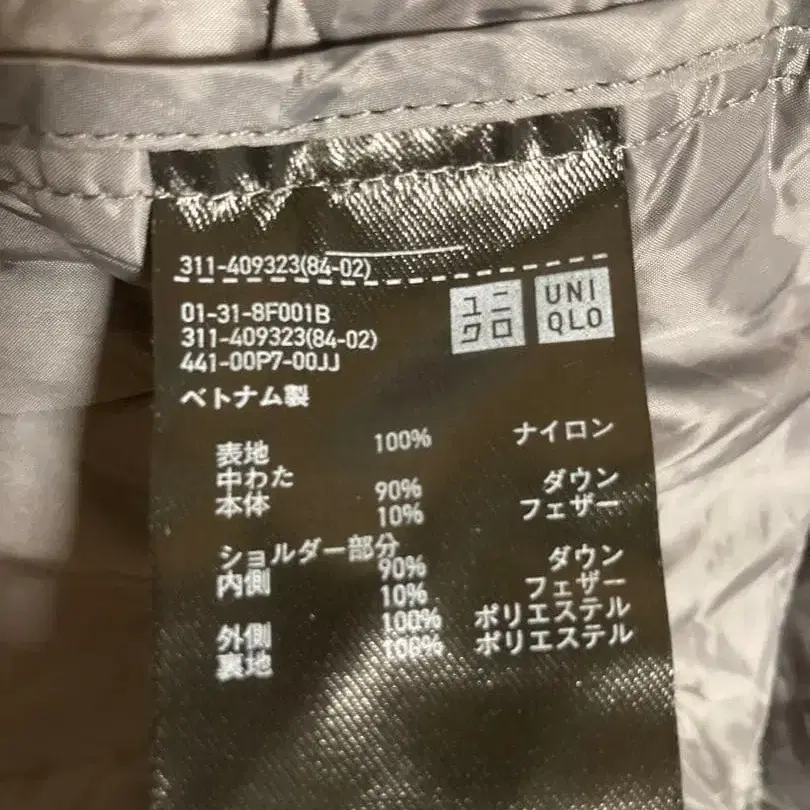 311-409323(84-02)
ユニクロ UNIQLO
01-31-8F001B
311-409323(84-02)
441-00P7-00JJ
ベトナム製
表地 100% ナイロン
中わた
本体 90% ダウン
10% フェザー
ショルダー部分
内側 90% ダウン
10% フェザー
外側 100% ポリエステル
裏地 100% ポリエステル